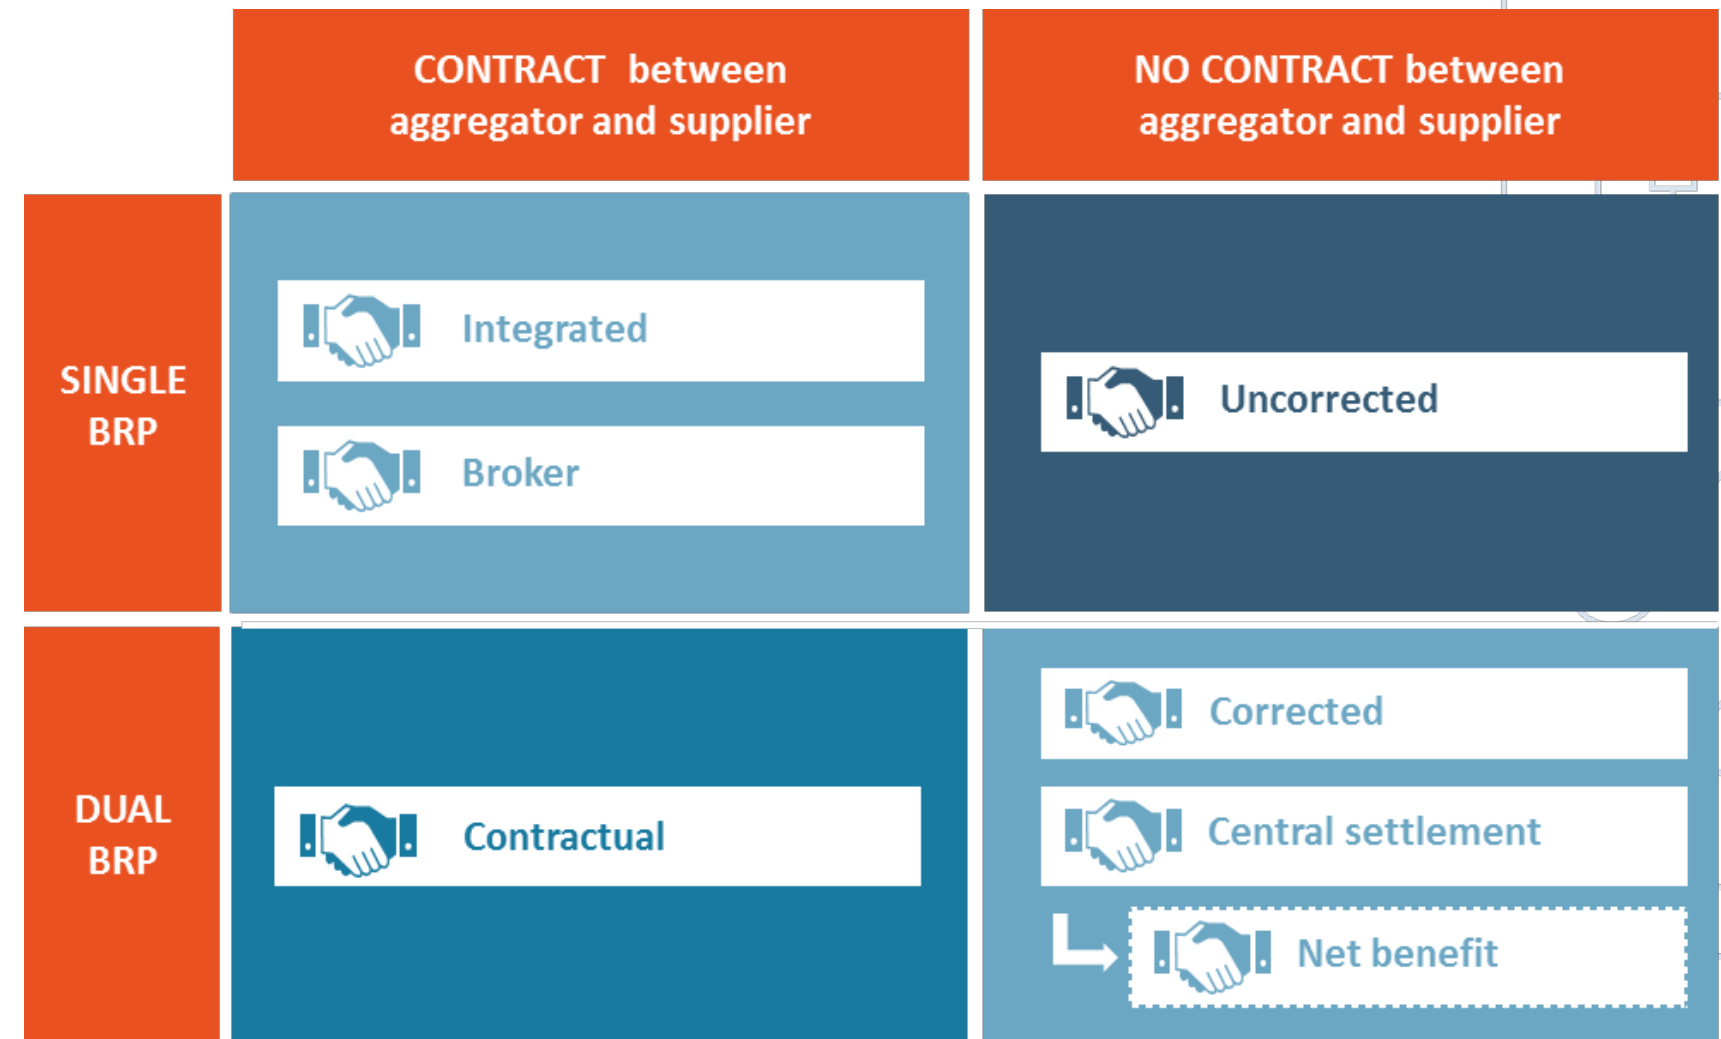 CONTRACT between
aggregator and supplier
NO CONTRACT between
aggregator and supplier
SINGLE
BRP
Integrated
Broker
Uncorrected
DUAL
BRP
Contractual
Corrected
Central settlement
Net benefit